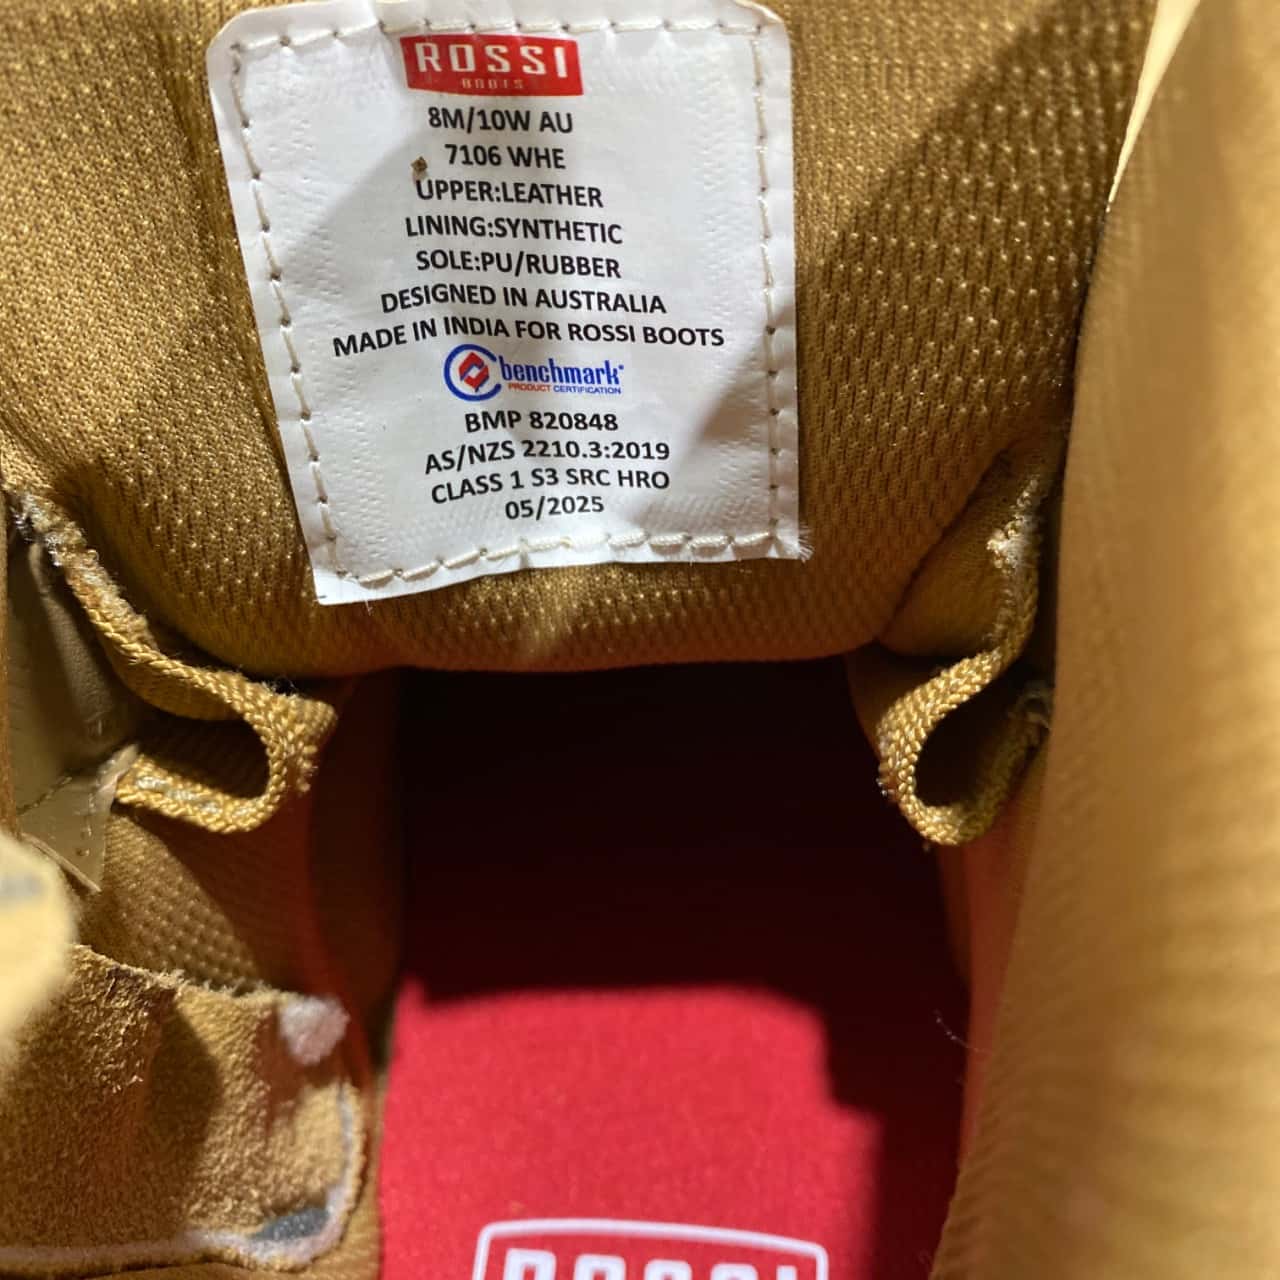 ROSSI
BOOTS
8M/10W AU
7106 WHE
UPPER:LEATHER
LINING:SYNTHETIC
SOLE:PU/RUBBER
DESIGNED IN AUSTRALIA
MADE IN INDIA FOR ROSSI BOOTS
benchmark
PRODUCT CERTIFICATION
BMP 820848
AS/NZS 2210.3:2019
CLASS 1 S3 SRC HRO
05/2025
ROSSI